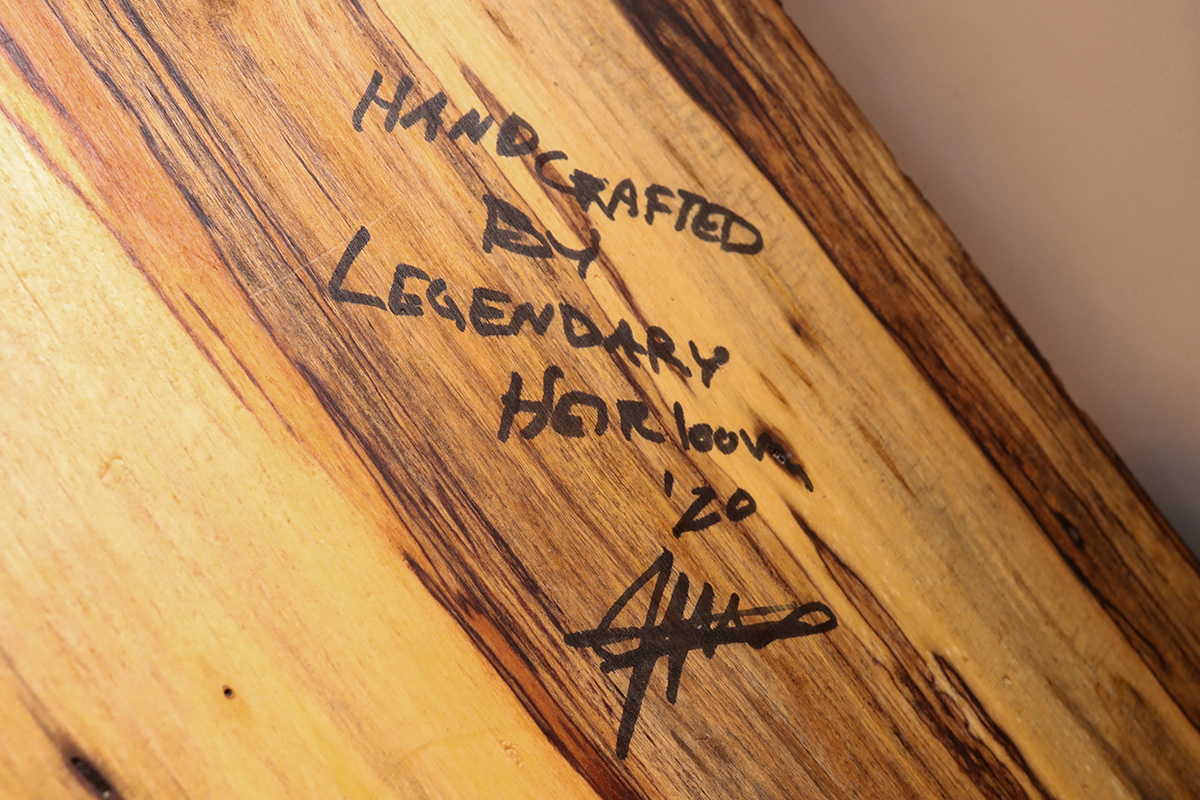 HANDCRAFTED
By
LEGENDARY
HEIRloom
'20